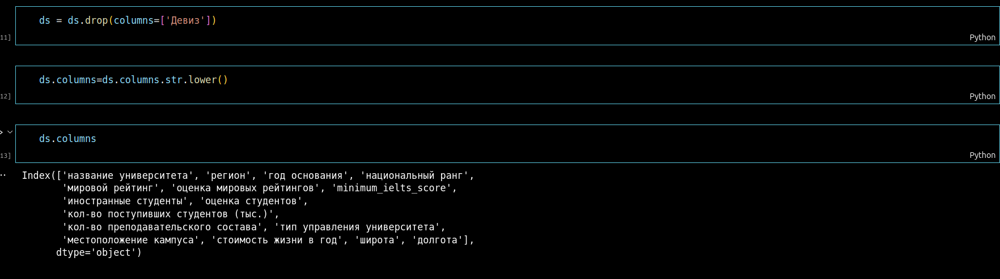 ds = ds.drop(columns=['Девиз'])
11]
Python
ds.columns=ds.columns.str.lower()
12]
Python
ds.columns
13]
Python
Index(['название университета', 'регион', 'год основания', 'национальный ранг',
'мировой рейтинг', 'оценка мировых рейтингов', 'minimum_ielts_score',
'иностранные студенты', 'оценка студентов',
'кол-во поступивших студентов (тыс.)',
'кол-во преподавательского состава', 'тип управления университета',
'местоположение кампуса', 'стоимость жизни в год', 'широта', 'долгота'],
dtype='object')